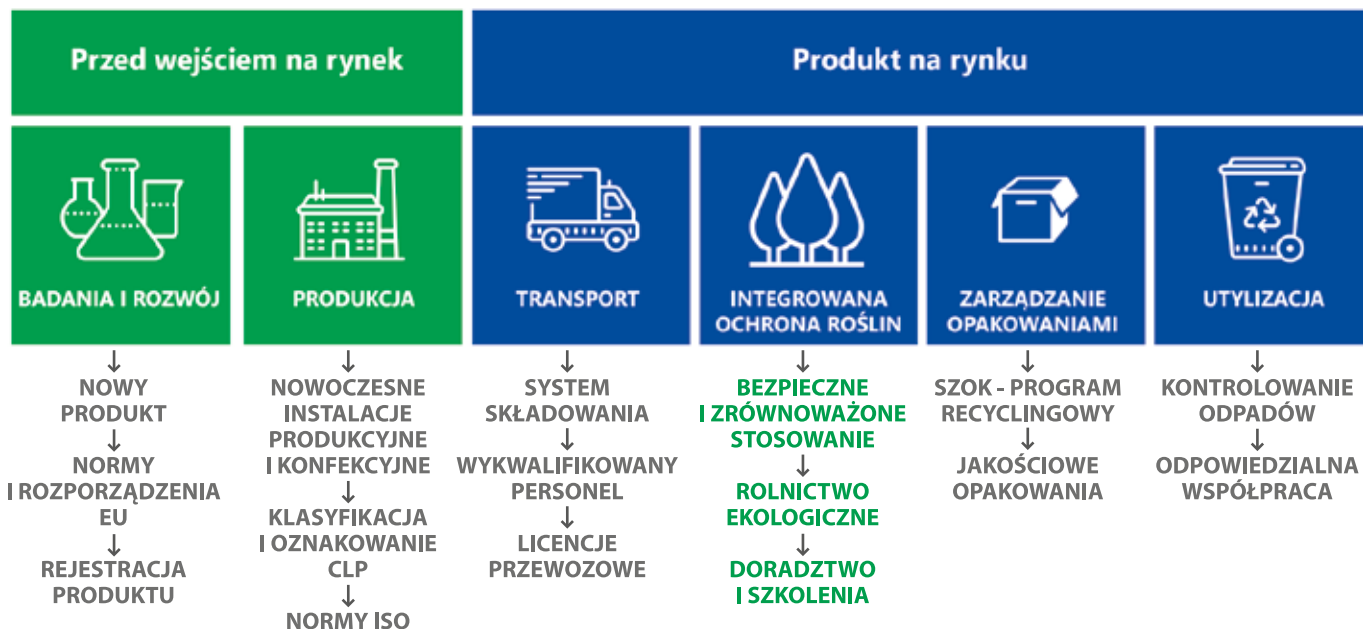 Przed wejściem na rynek
Produkt na rynku
BADANIA I ROZWÓJ
↓
NOWY
PRODUKT
↓
NORMY
I ROZPORZĄDZENIA
EU
↓
REJESTRACJA
PRODUKTU
PRODUKCJA
↓
NOWOCZESNE
INSTALACJE
PRODUKCYJNE
I KONFEKCYJNE
↓
KLASYFIKACJA
I OZNAKOWANIE
CLP
↓
NORMY ISO
TRANSPORT
↓
SYSTEM
SKŁADOWANIA
↓
WYKWALIFIKOWANY
PERSONEL
↓
LICENCJE
PRZEWOZOWE
INTEGROWANA
OCHRONA ROŚLIN
↓
BEZPIECZNE
I ZRÓWNOWAŻONE
STOSOWANIE
↓
ROLNICTWO
EKOLOGICZNE
↓
DORADZTWO
I SZKOLENIA
ZARZĄDZANIE
OPAKOWANIAMI
↓
SZOK - PROGRAM
RECYCLINGOWY
↓
JAKOŚCIOWE
OPAKOWANIA
UTYLIZACJA
↓
KONTROLOWANIE
ODPADÓW
↓
ODPOWIEDZIALNA
WSPÓŁPRACA